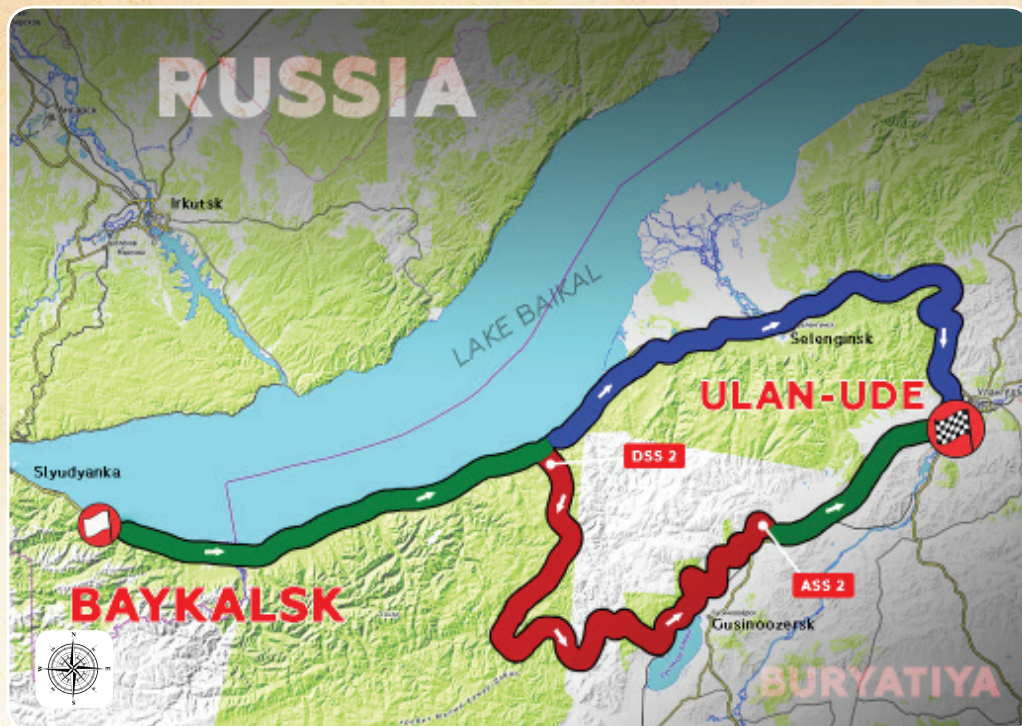 RUSSIA
Irkutsk
LAKE BAIKAL
Selenginsk
ULAN-UDE
Slyudyanka
DSS 2
ASS 2
BAYKALSK
Gusinoozersk
BURYATIYA
N
W
E
S